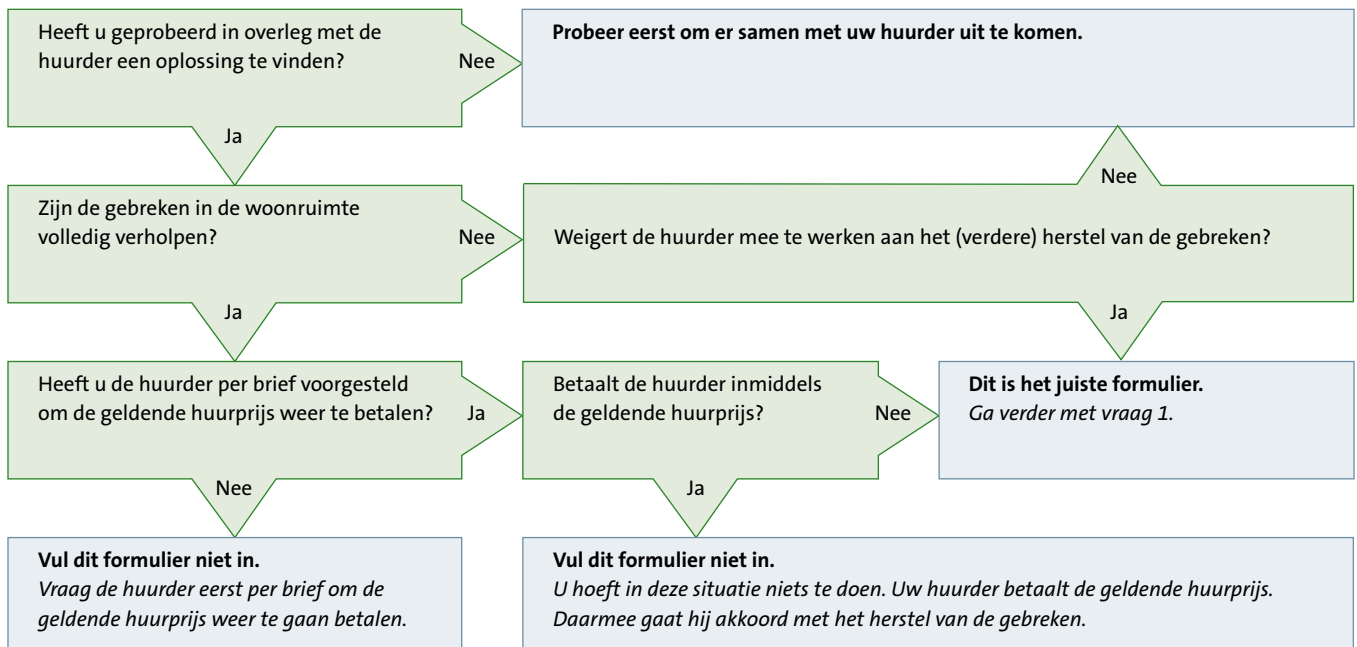 Heeft u geprobeerd in overleg met de
huurder een oplossing te vinden?
Nee
Probeer eerst om er samen met uw huurder uit te komen.
Ja
Nee
Zijn de gebreken in de woonruimte
volledig verholpen?
Nee
Weigert de huurder mee te werken aan het (verdere) herstel van de gebreken?
Ja
Ja
Heeft u de huurder per brief voorgesteld
om de geldende huurprijs weer te betalen?
Ja
Betaalt de huurder inmiddels
de geldende huurprijs?
Nee
Dit is het juiste formulier.
Ga verder met vraag 1.
Nee
Ja
Vul dit formulier niet in.
Vraag de huurder eerst per brief om de
geldende huurprijs weer te gaan betalen.
Vul dit formulier niet in.
U hoeft in deze situatie niets te doen. Uw huurder betaalt de geldende huurprijs.
Daarmee gaat hij akkoord met het herstel van de gebreken.